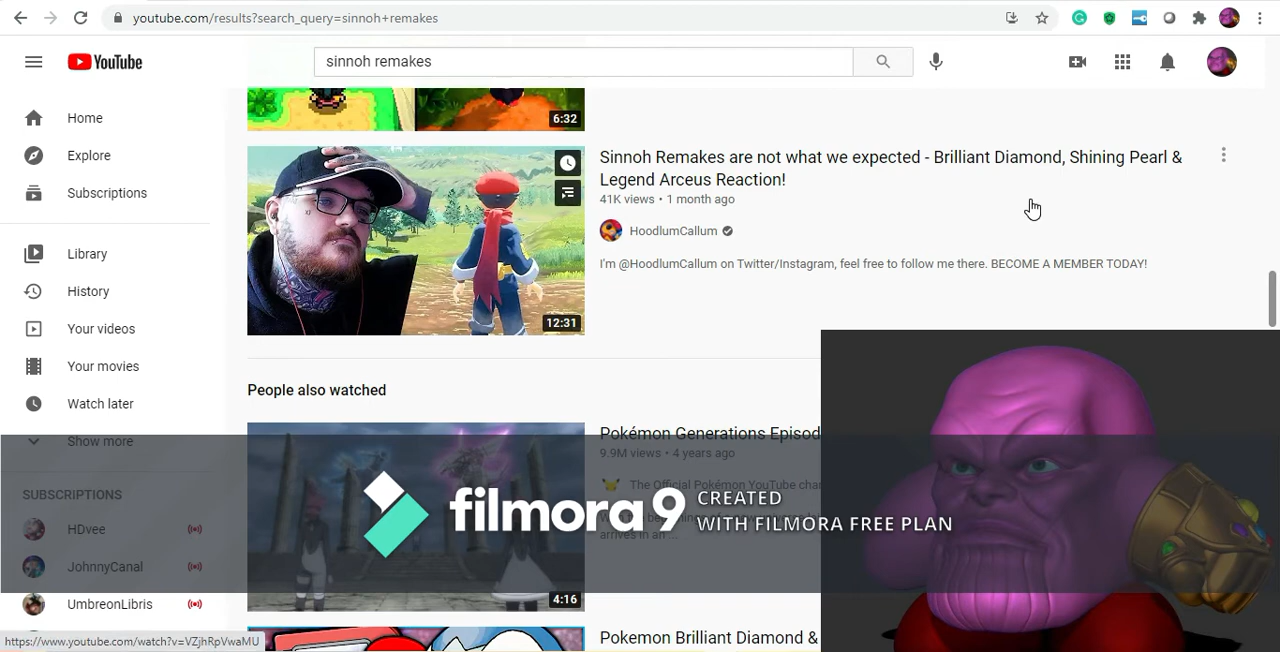 youtube.com/results?search_query=sinnoh+remakes
YouTube
sinnoh remakes
Home
Explore
Subscriptions
Library
History
Your videos
Your movies
Watch later
Show more
SUBSCRIPTIONS
HDvee
JohnnyCanal
UmbreonLibris
https://www.youtube.com/watch?v=VZjhRpVwaMU
6:32
12:31
Sinnoh Remakes are not what we expected - Brilliant Diamond, Shining Pearl &
Legend Arceus Reaction!
41K views • 1 month ago
HoodlumCallum
I'm @HoodlumCallum on Twitter/Instagram, feel free to follow me there. BECOME A MEMBER TODAY!
People also watched
Pokémon Generations Episod
9.9M views • 4 years ago
The Official Pokémon YouTube cha
arrives in an ...
4:16
filmora9
CREATED
WITH FILMORA FREE PLAN
Pokemon Brilliant Diamond &